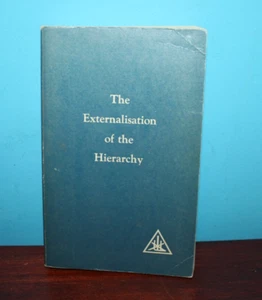 The
Externalisation
of the
Hierarchy